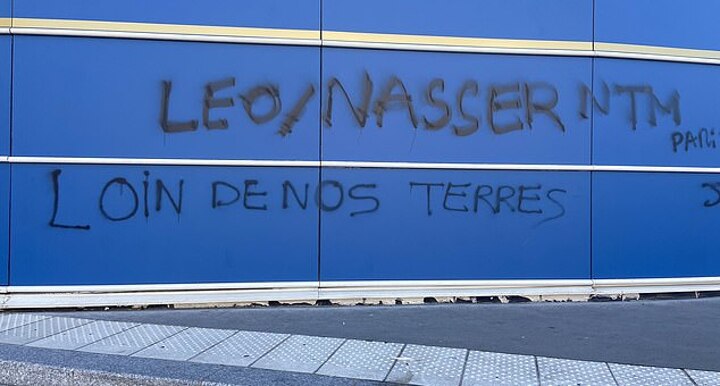 LEO/NASSER NTM
LOIN DE NOS TERRES